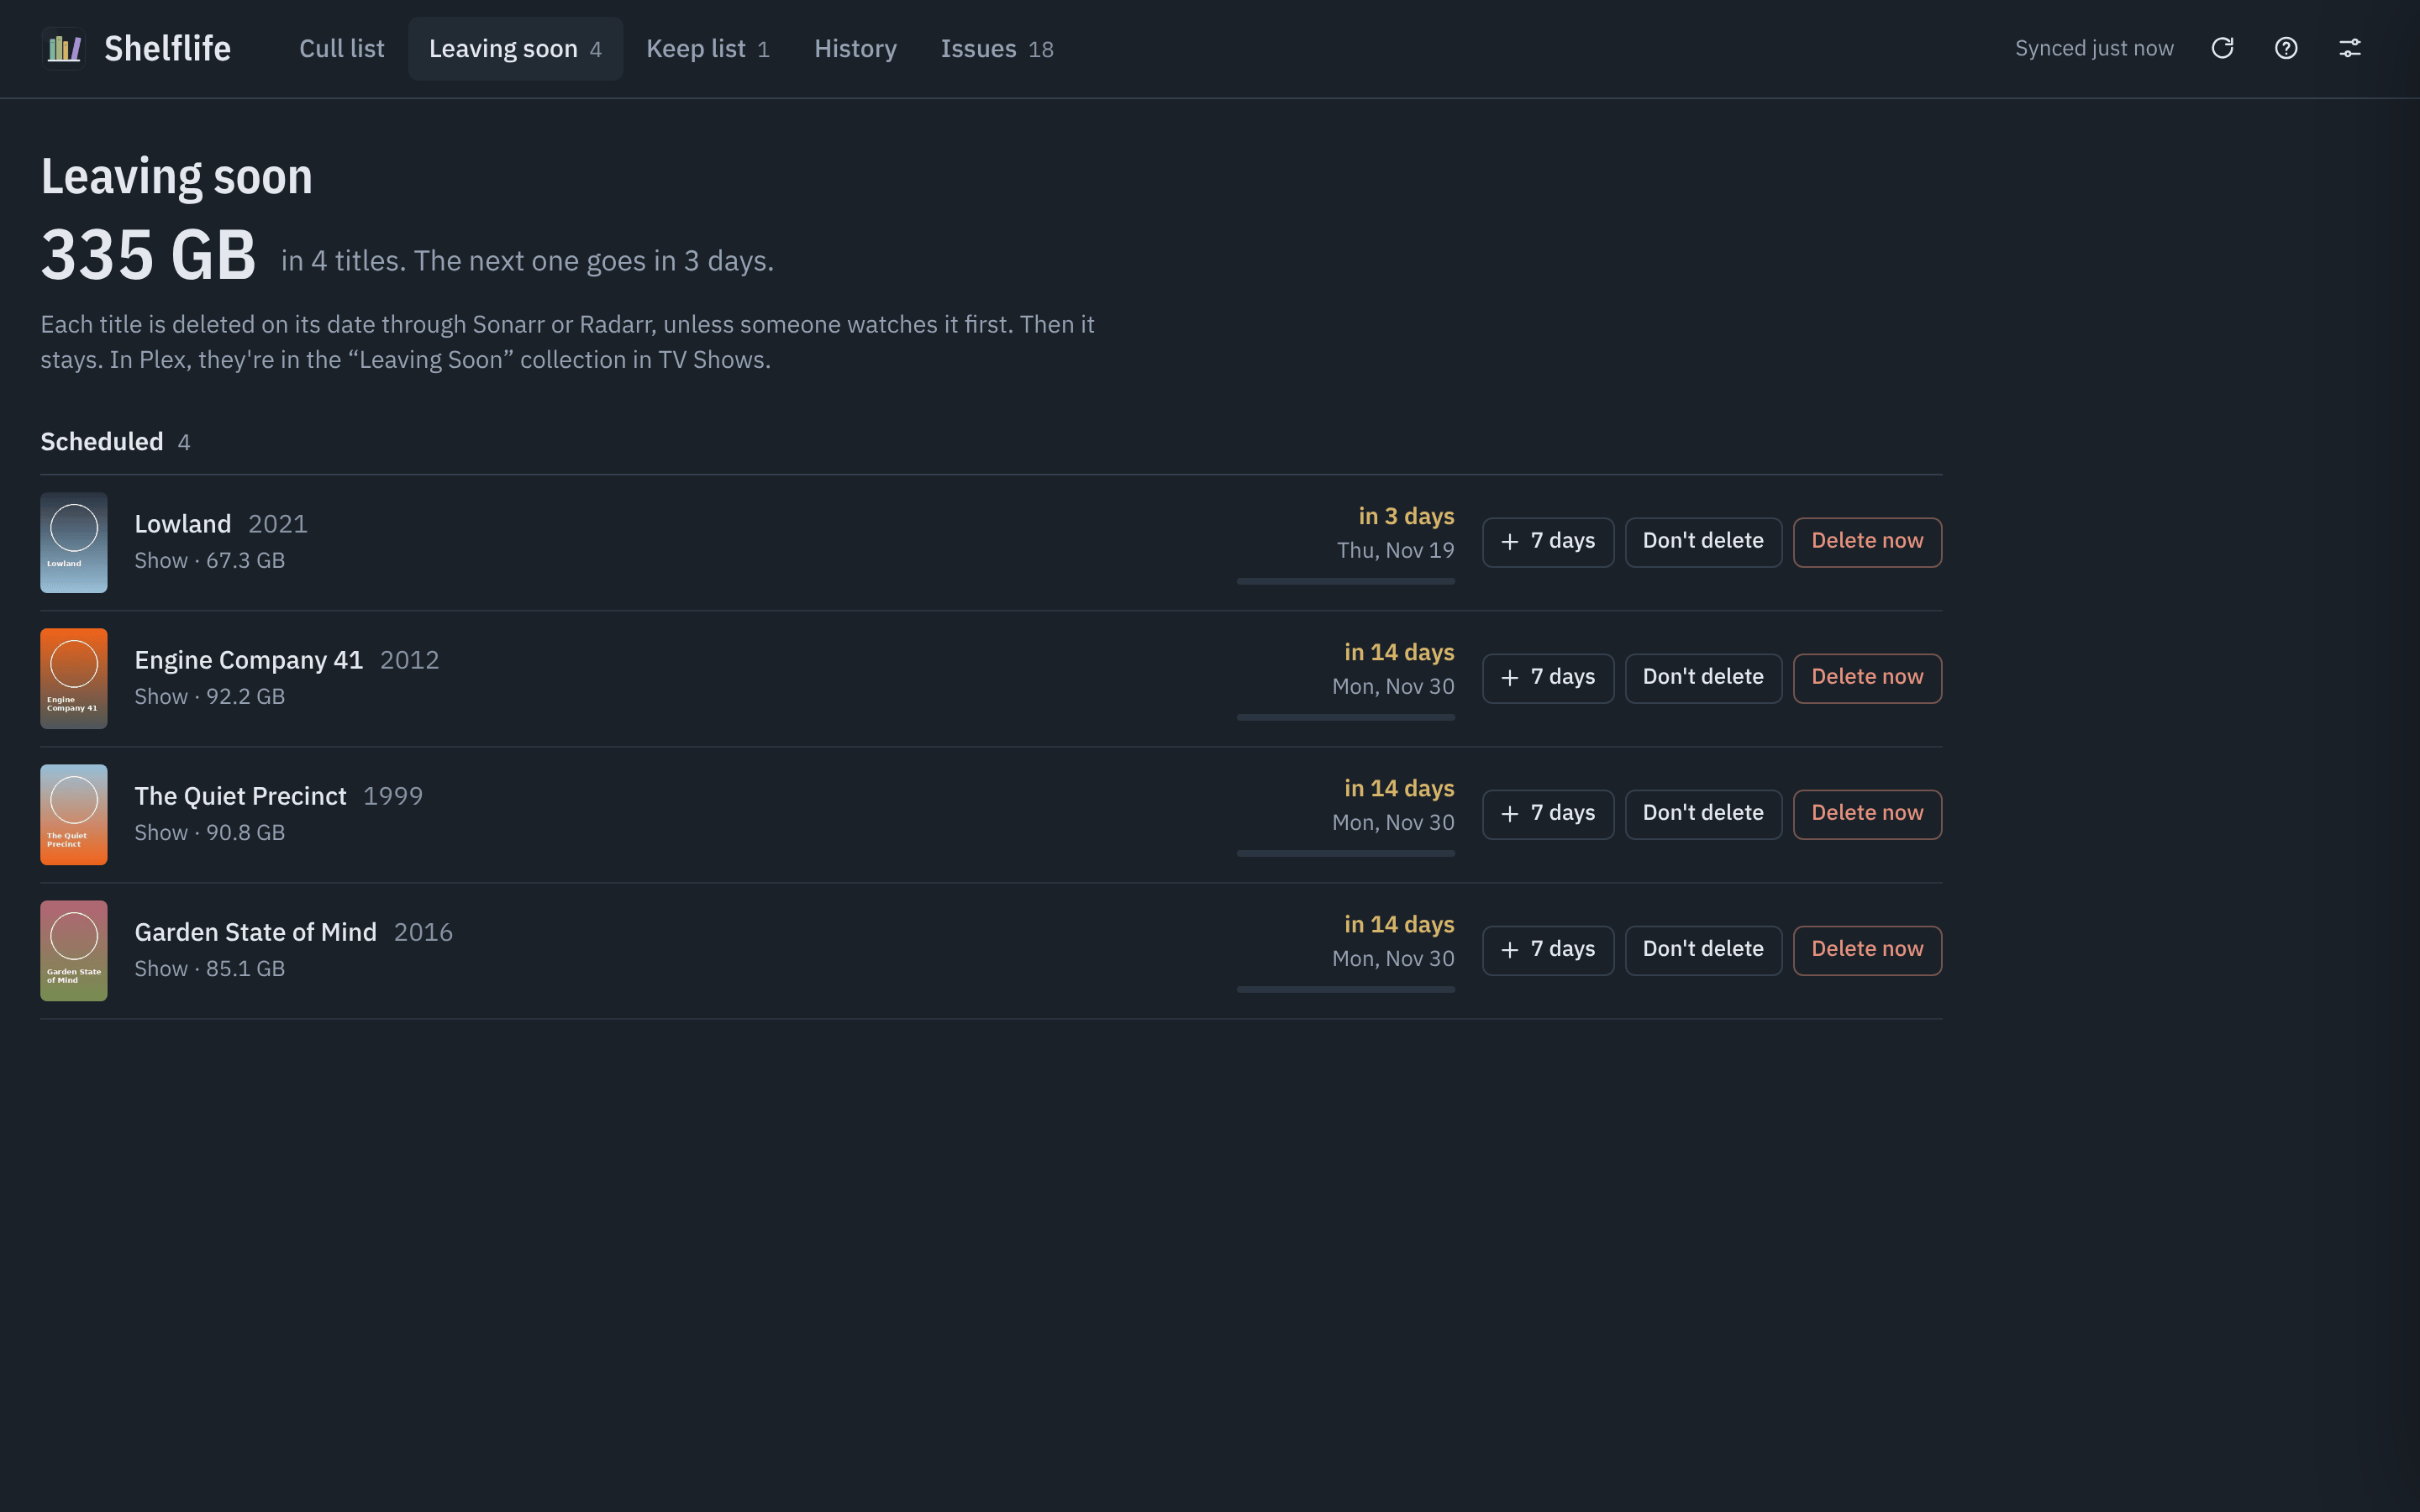 Shelflife Cull list Leaving soon 4 Keep list 1 History Issues 18 Synced just now
Leaving soon
335 GB in 4 titles. The next one goes in 3 days.
Each title is deleted on its date through Sonarr or Radarr, unless someone watches it first. Then it
stays. In Plex, they're in the “Leaving Soon” collection in TV Shows.
Scheduled 4
Lowland
Lowland 2021
Show · 67.3 GB
in 3 days
Thu, Nov 19
+ 7 days Don't delete Delete now
Engine
Company 41
Engine Company 41 2012
Show · 92.2 GB
in 14 days
Mon, Nov 30
+ 7 days Don't delete Delete now
The Quiet
Precinct
The Quiet Precinct 1999
Show · 90.8 GB
in 14 days
Mon, Nov 30
+ 7 days Don't delete Delete now
Garden State
of Mind
Garden State of Mind 2016
Show · 85.1 GB
in 14 days
Mon, Nov 30
+ 7 days Don't delete Delete now